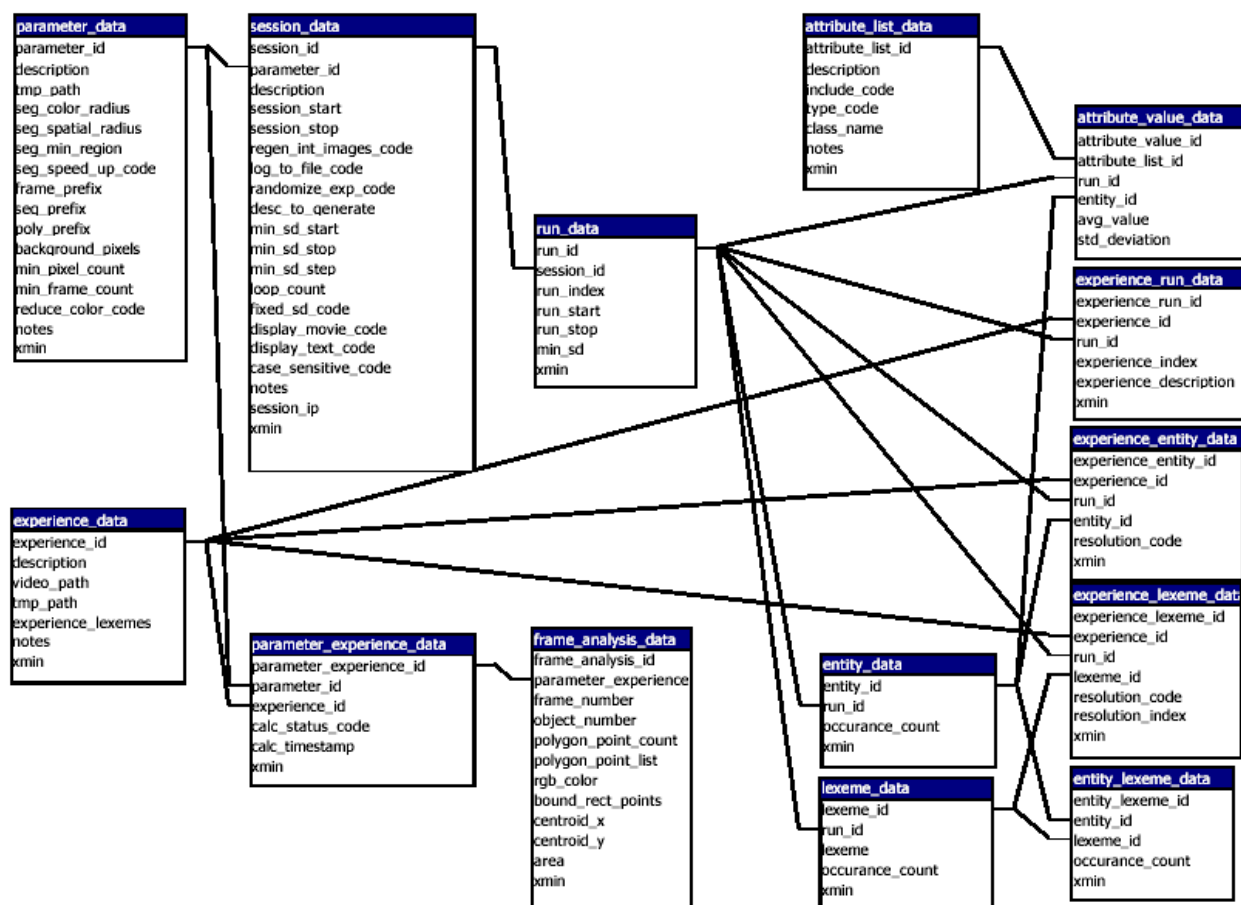 parameter_data
parameter_id
description
tmp_path
seg_color_radius
seg_spatial_radius
seg_min_region
seg_speed_up_code
frame_prefix
seq_prefix
poly_prefix
background_pixels
min_pixel_count
min_frame_count
reduce_color_code
notes
xmin
session_data
session_id
parameter_id
description
session_start
session_stop
regen_int_images_code
log_to_file_code
randomize_exp_code
desc_to_generate
min_sd_start
min_sd_stop
min_sd_step
loop_count
fixed_sd_code
display_movie_code
display_text_code
case_sensitive_code
notes
session_ip
xmin
run_data
run_id
session_id
run_index
run_start
run_stop
min_sd
xmin
attribute_list_data
attribute_list_id
description
include_code
type_code
class_name
notes
xmin
attribute_value_data
attribute_value_id
attribute_list_id
run_id
entity_id
avg_value
std_deviation
experience_run_data
experience_run_id
experience_id
run_id
experience_index
experience_description
xmin
experience_entity_data
experience_entity_id
experience_id
run_id
entity_id
resolution_code
xmin
experience_lexeme_data
experience_lexeme_id
experience_id
run_id
lexeme_id
resolution_code
resolution_index
xmin
entity_lexeme_data
entity_lexeme_id
entity_id
lexeme_id
occurance_count
xmin
experience_data
experience_id
description
video_path
tmp_path
experience_lexemes
notes
xmin
parameter_experience_data
parameter_experience_id
parameter_id
experience_id
calc_status_code
calc_timestamp
xmin
frame_analysis_data
frame_analysis_id
parameter_experience
frame_number
object_number
polygon_point_count
polygon_point_list
rgb_color
bound_rect_points
centroid_x
centroid_y
area
xmin
entity_data
entity_id
run_id
occurance_count
xmin
lexeme_data
lexeme_id
run_id
lexeme
occurance_count
xmin